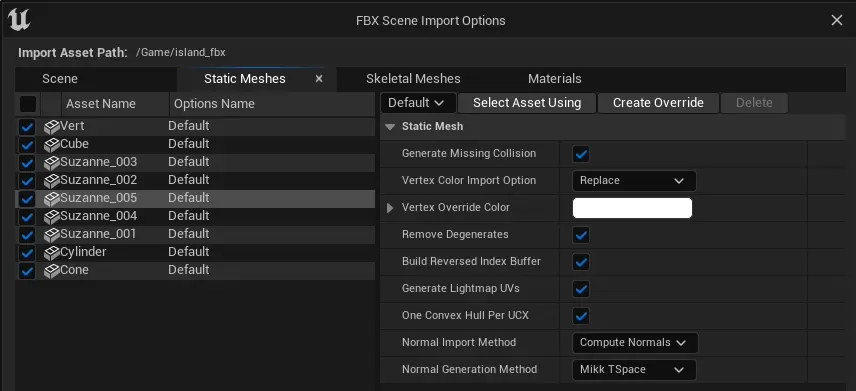 FBX Scene Import Options
Import Asset Path: /Game/island_fbx
Scene Static Meshes × Skeletal Meshes Materials
Asset Name Options Name
Vert Default
Cube Default
Suzanne_003 Default
Suzanne_002 Default
Suzanne_005 Default
Suzanne_004 Default
Suzanne_001 Default
Cylinder Default
Cone Default
Default Select Asset Using Create Override Delete
Static Mesh
Generate Missing Collision
Vertex Color Import Option Replace
Vertex Override Color
Remove Degenerates
Build Reversed Index Buffer
Generate Lightmap UVs
One Convex Hull Per UCX
Normal Import Method Compute Normals
Normal Generation Method Mikk TSpace